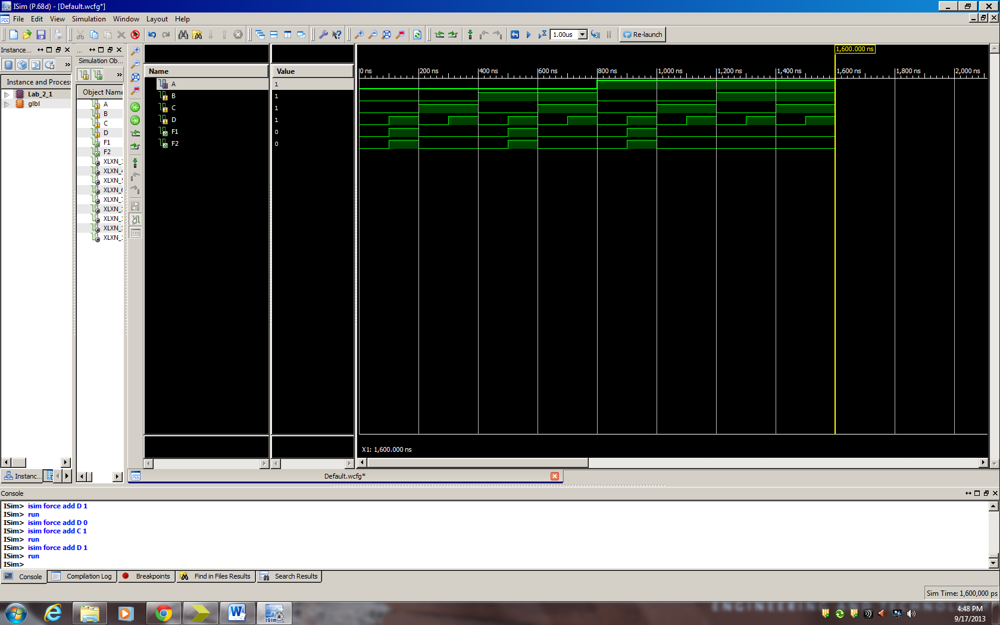 ISim (P.68d) - [Default.wcfg*]
File Edit View Simulation Window Layout Help
1.00us Re-launch
Instance...
...
Simulation Ob...
»
»
Instance and Process
Lab_2_1
glbl
Object Name
A
B
C
D
F1
F2
XLXN_
XLXN_
XLXN_
XLXN_
XLXN_
XLXN_
XLXN_
XLXN_
XLXN_
Name Value
A 1
B 1
C 1
D 1
F1 0
F2 0
1,600.000 ns
0 ns 200 ns 400 ns 600 ns 800 ns 1,000 ns 1,200 ns 1,400 ns 1,600 ns 1,800 ns 2,000 ns
X1: 1,600.000 ns
Instanc...
Default.wcfg*
Console
ISim> isim force add D 1
ISim> run
ISim> isim force add D 0
ISim> isim force add C 1
ISim> run
ISim> isim force add D 1
ISim> run
ISim>
Console Compilation Log Breakpoints Find in Files Results Search Results
Sim Time: 1,600,000 ps
ISim
4:48 PM
9/17/2013